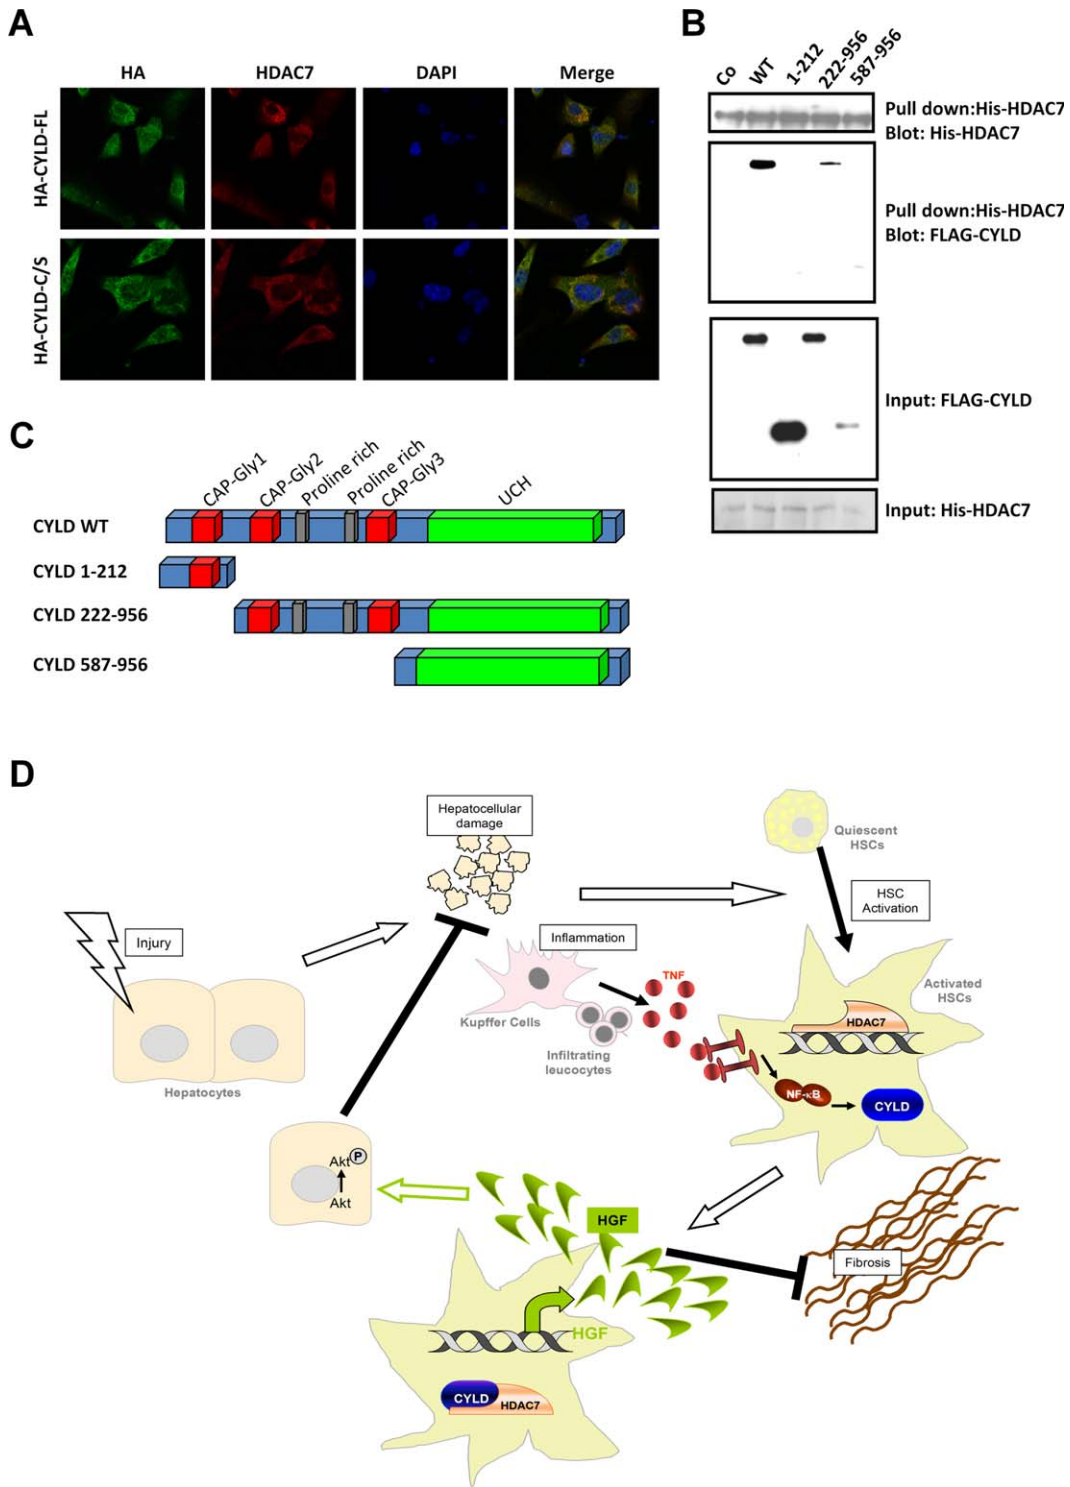 A
HA
HDAC7
DAPI
Merge
HA-CYLD-FL
HA-CYLD-C/S
B
Co
WT
1-212
222-956
587-956
Pull down:His-HDAC7
Blot: His-HDAC7
Pull down:His-HDAC7
Blot: FLAG-CYLD
Input: FLAG-CYLD
Input: His-HDAC7
C
CAP-Gly1
CAP-Gly2
Proline rich
Proline rich
CAP-Gly3
UCH
CYLD WT
CYLD 1-212
CYLD 222-956
CYLD 587-956
D
Hepatocellular
damage
Quiescent
HSCs
HSC
Activation
Injury
Inflammation
TNF
Activated
HSCs
Kupffer Cells
HDAC7
Infiltrating
leucocytes
Hepatocytes
NF-κB
CYLD
Akt
P
Akt
HGF
Fibrosis
HGF
CYLD
HDAC7